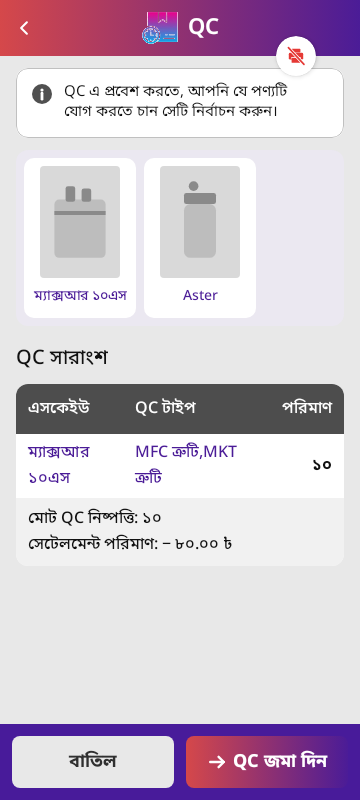 QC
QC এ প্রবেশ করতে, আপনি যে পণ্যটি
যোগ করতে চান সেটি নির্বাচন করুন।
ম্যাক্সআর ১০এস
Aster
QC সারাংশ
এসকেইউ QC টাইপ পরিমাণ
ম্যাক্সআর MFC ত্রুটি,MKT
১০এস ত্রুটি ১০
মোট QC নিষ্পত্তি: ১০
সেটেলমেন্ট পরিমাণ: − ৮০.০০ ৳
বাতিল
QC জমা দিন